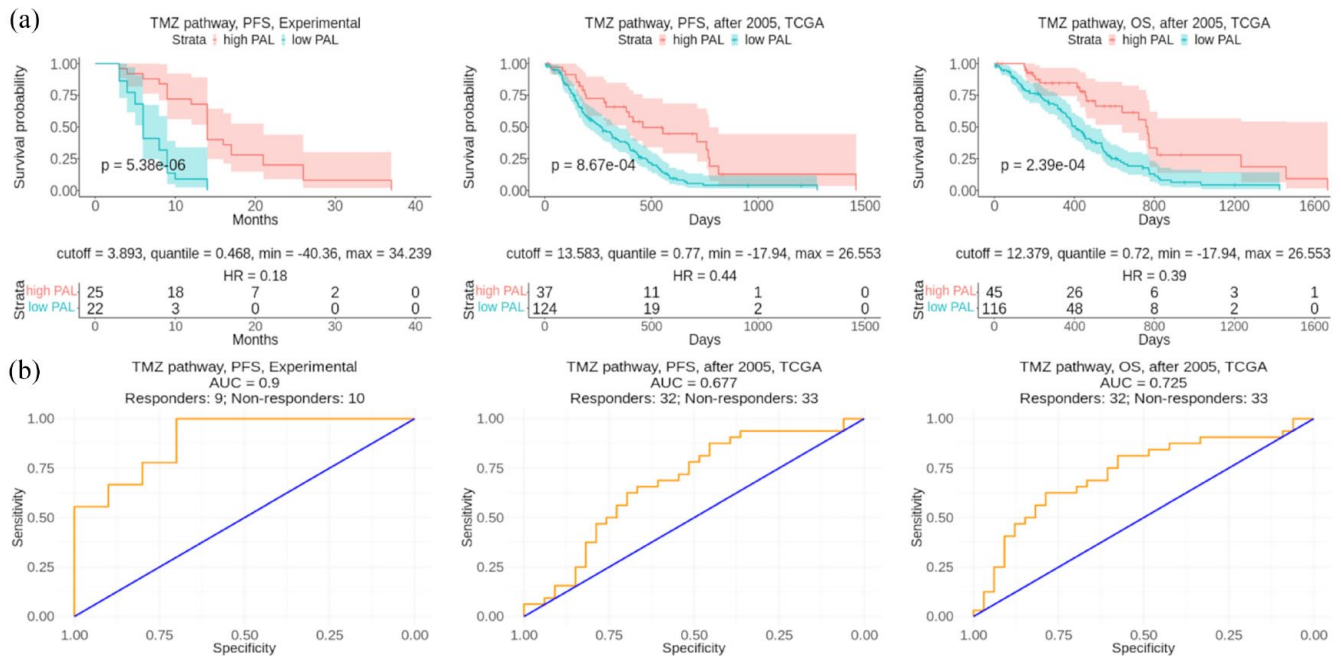 (a)
TMZ pathway, PFS, Experimental
Strata high PAL low PAL
Survival probability
1.00
0.75
0.50
0.25
0.00
p = 5.38e-06
0 10 20 30 40
Months
cutoff = 3.893, quantile = 0.468, min = -40.36, max = 34.239
HR = 0.18
Strata
high PAL 25 18 7 2 0
low PAL 22 3 0 0 0
0 10 20 30 40
Months
TMZ pathway, PFS, after 2005, TCGA
Strata high PAL low PAL
Survival probability
1.00
0.75
0.50
0.25
0.00
p = 8.67e-04
0 500 1000 1500
Days
cutoff = 13.583, quantile = 0.77, min = -17.94, max = 26.553
HR = 0.44
Strata
high PAL 37 11 1 0
low PAL 124 19 2 0
0 500 1000 1500
Days
TMZ pathway, OS, after 2005, TCGA
Strata high PAL low PAL
Survival probability
1.00
0.75
0.50
0.25
0.00
p = 2.39e-04
0 400 800 1200 1600
Days
cutoff = 12.379, quantile = 0.72, min = -17.94, max = 26.553
HR = 0.39
Strata
high PAL 45 26 6 3 1
low PAL 116 48 8 2 0
0 400 800 1200 1600
Days
(b)
TMZ pathway, PFS, Experimental
AUC = 0.9
Responders: 9; Non-responders: 10
Sensitivity
1.00
0.75
0.50
0.25
0.00
1.00 0.75 0.50 0.25 0.00
Specificity
TMZ pathway, PFS, after 2005, TCGA
AUC = 0.677
Responders: 32; Non-responders: 33
Sensitivity
1.00
0.75
0.50
0.25
0.00
1.00 0.75 0.50 0.25 0.00
Specificity
TMZ pathway, OS, after 2005, TCGA
AUC = 0.725
Responders: 32; Non-responders: 33
Sensitivity
1.00
0.75
0.50
0.25
0.00
1.00 0.75 0.50 0.25 0.00
Specificity